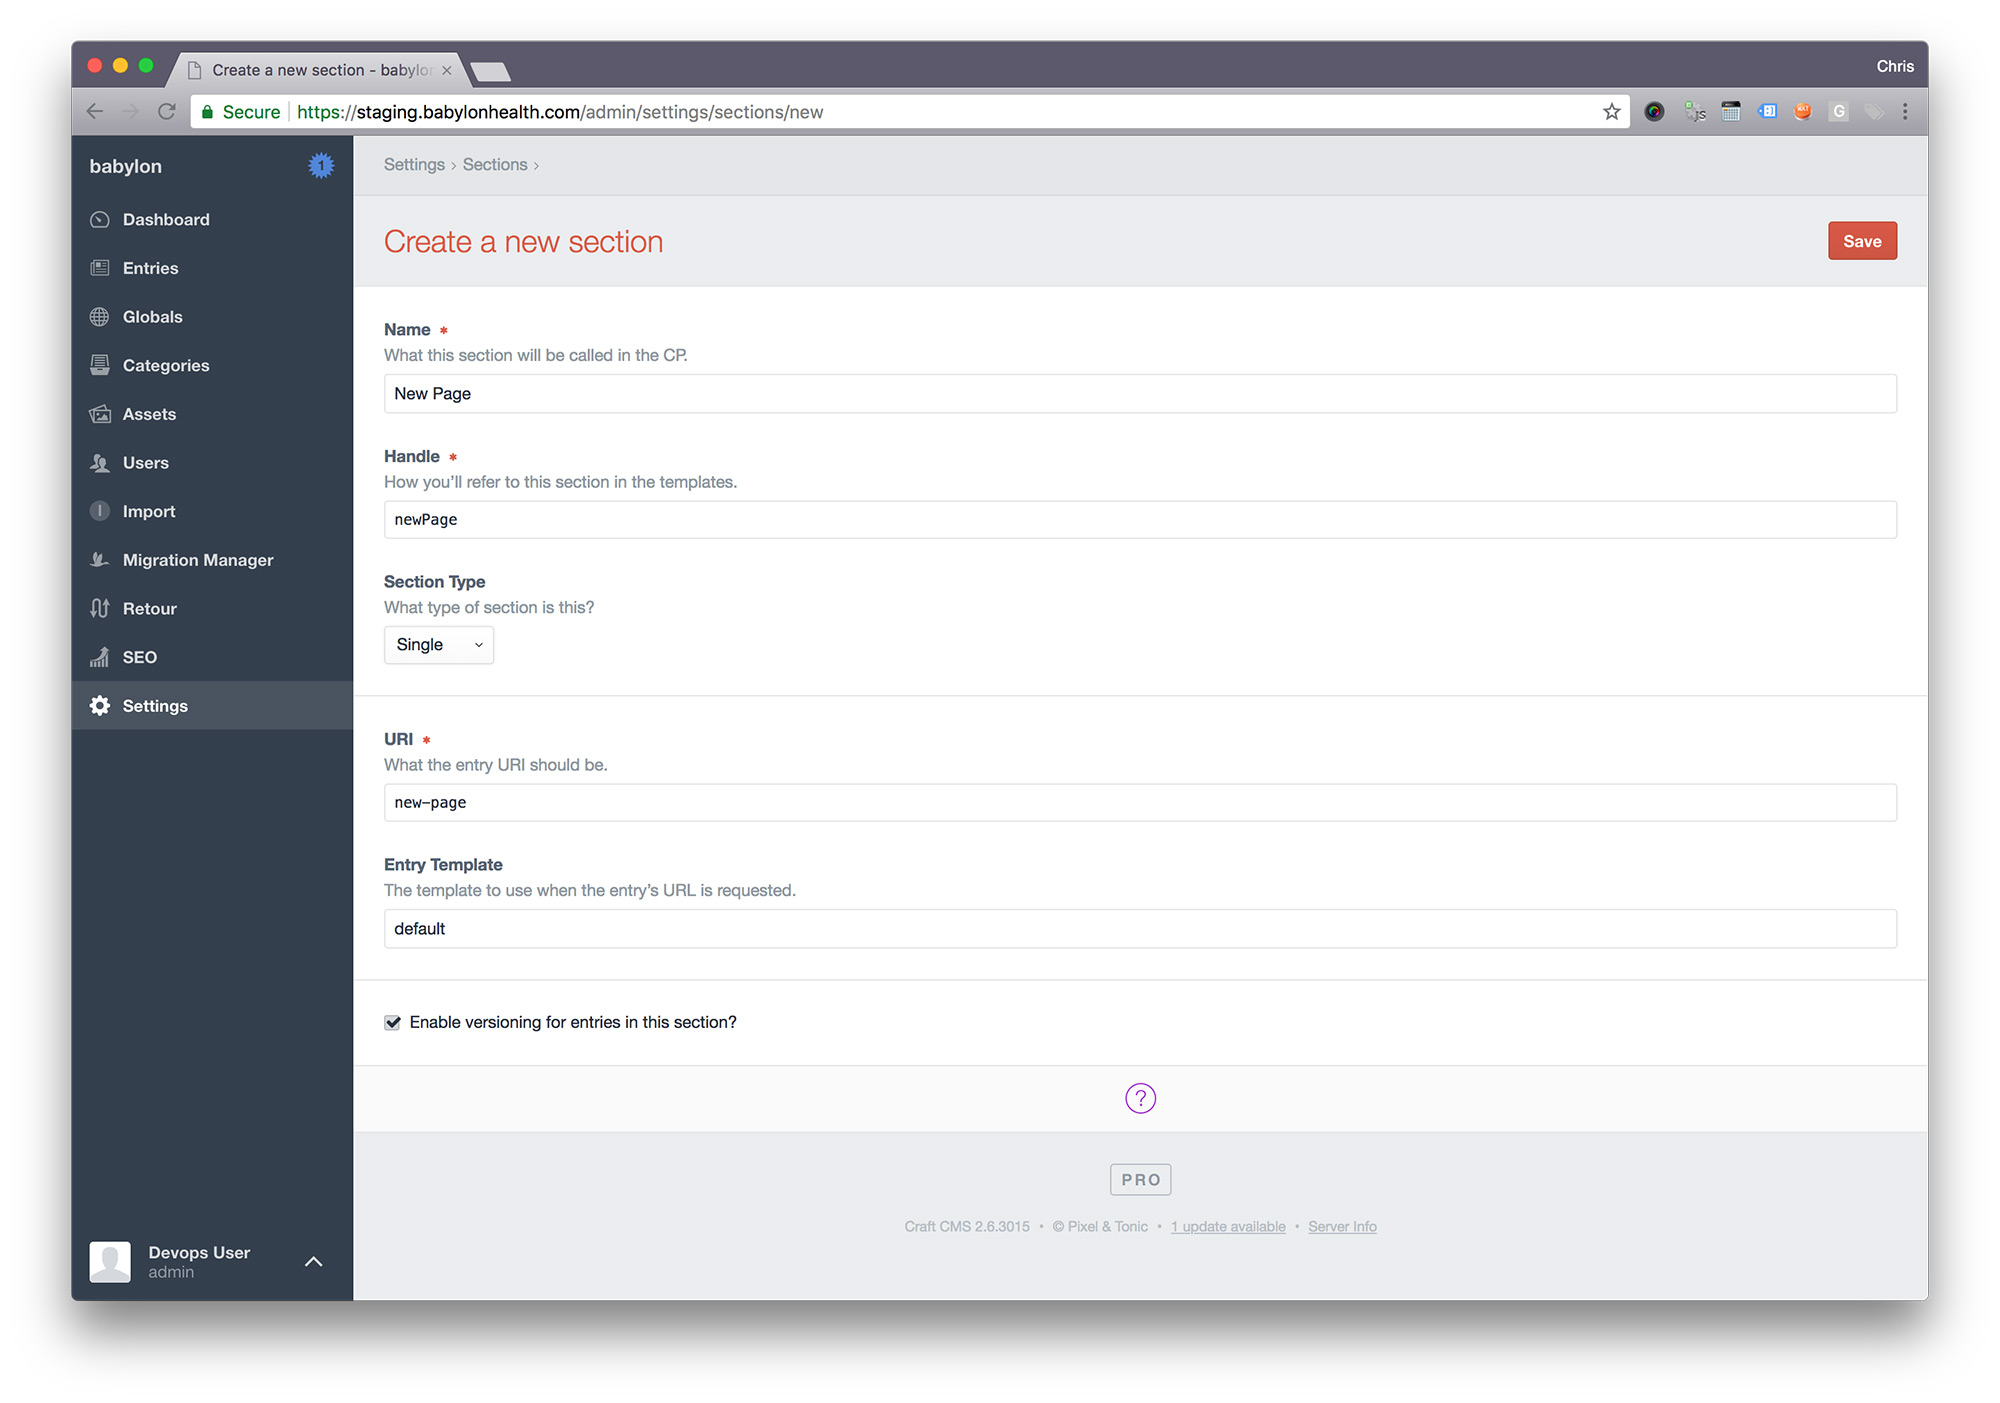 Create a new section - babylon
Chris
Secure
https://staging.babylonhealth.com/admin/settings/sections/new
JS
G
babylon
1
Settings › Sections ›
Dashboard
Entries
Globals
Categories
Assets
Users
I
Import
Migration Manager
Retour
SEO
Settings
Devops User
admin
Create a new section
Save
Name *
What this section will be called in the CP.
New Page
Handle *
How you’ll refer to this section in the templates.
newPage
Section Type
What type of section is this?
Single
URI *
What the entry URI should be.
new-page
Entry Template
The template to use when the entry’s URL is requested.
default
Enable versioning for entries in this section?
?
PRO
Craft CMS 2.6.3015 • © Pixel & Tonic • 1 update available • Server Info